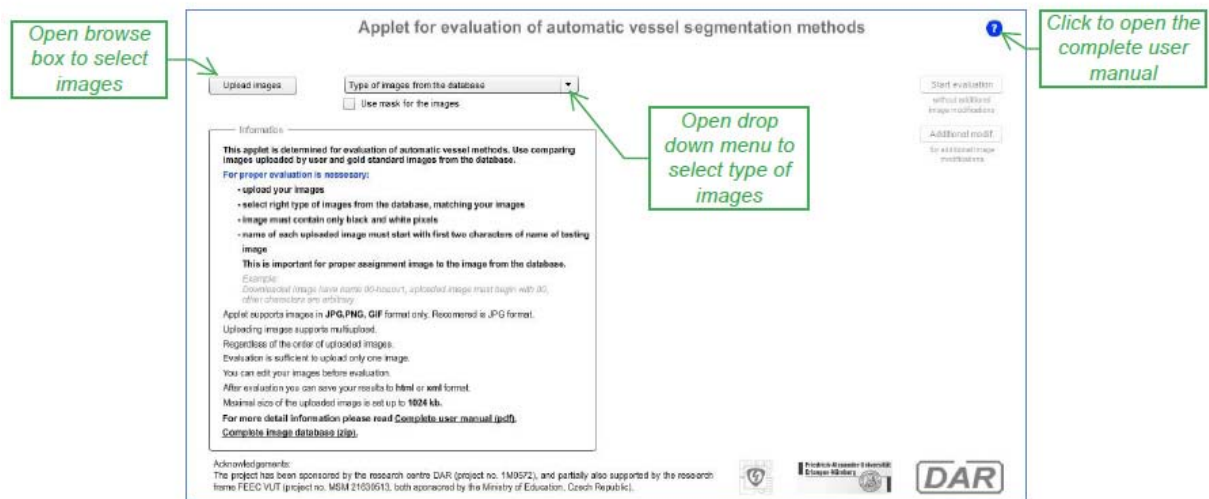 Applet for evaluation of automatic vessel segmentation methods
?
Open browse
box to select
images
Click to open the
complete user
manual
Upload images
Type of images from the database
Use mask for the images
Start evaluation
without additional
image modifications
Additional modif.
for additional image
modifications
Open drop
down menu to
select type of
images
Information
This applet is determined for evaluation of automatic vessel methods. Use comparing
images uploaded by user and gold standard images from the database.
For proper evaluation is nessesary:
- upload your images
- select right type of images from the database, matching your images
- image must contain only black and white pixels
- name of each uploaded image must start with first two characters of name of testing
image
This is important for proper assignment image to the image from the database.
Example:
Downloaded image have name 00-house1, uploaded image must begin with 00,
other characters are arbitrary.
Applet supports images in JPG,PNG, GIF format only. Recomered is JPG format.
Uploading images supports multiupload.
Regardless of the order of uploaded images.
Evaluation is sufficient to upload only one image.
You can edit your images before evaluation.
After evaluation you can save your results to html or xml format.
Maximal size of the uploaded image is set up to 1024 kb.
For more detail information please read Complete user manual (pdf).
Complete image database (zip).
Acknowledgements:
The project has been sponsored by the research centre DAR (project no. 1M0572), and partially also supported by the research
frame FEEC VUT (project no. MSM 21630513, both sponsored by the Ministry of Education, Czech Republic).
Friedrich-Alexander-Universität
Erlangen-Nürnberg
DAR